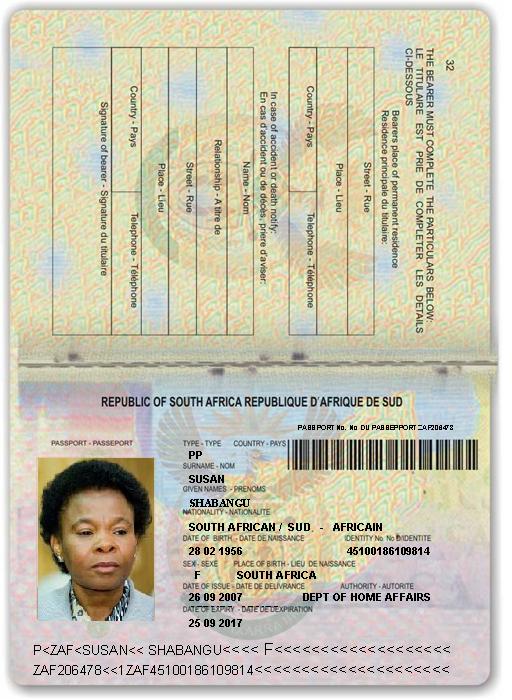 32
THE BEARER MUST COMPLETE THE PARTICULARS BELOW:
LE TITULAIRE EST PRIE DE COMPLETER LES DETAILS
CI-DESSOUS
Bearers place of permanent residence
Residence principale du titulaire:
Street - Rue
Place - Lieu
Country - Pays Telephone - Téléphone
In case of accident or death notify:
En cas d'accident ou de décés, priere d'aviser:
Name - Nom
Relationship - A titre de
Street - Rue
Place - Lieu
Country - Pays Telephone - Téléphone
Signature of bearer - Signature du titulaire
REPUBLIC OF SOUTH AFRICA REPUBLIQUE D'AFRIQUE DE SUD
PASSPORT No. No DU PASSEPPORT ZAF206478
PASSPORT - PASSEPORT
TYPE - TYPE COUNTRY - PAYS
PP
SURNAME - NOM
SUSAN
GIVEN NAMES - PRENOMS
SHABANGU
NATIONALITY - NATIONALITE
SOUTH AFRICAN / SUD - AFRICAIN
DATE OF BIRTH - DATE DE NAISSANCE IDENTITY No No D'IDENTITE
28 02 1956 45100186109814
SEX - SEXE PLACE OF BIRTH - LIEU DE NAISSANCE
F SOUTH AFRICA
DATE OF ISSUE - DATE DE DELIVRANCE AUTHORITY - AUTORITE
26 09 2007 DEPT OF HOME AFFAIRS
DATE OF EXPIRY - DATE DE D'EXPIRATION
25 09 2017
P<ZAF<SUSAN<< SHABANGU<<<< F<<<<<<<<<<<<<<<<<<<<
ZAF206478<<1ZAF45100186109814<<<<<<<<<<<<<<<<<<<<<<